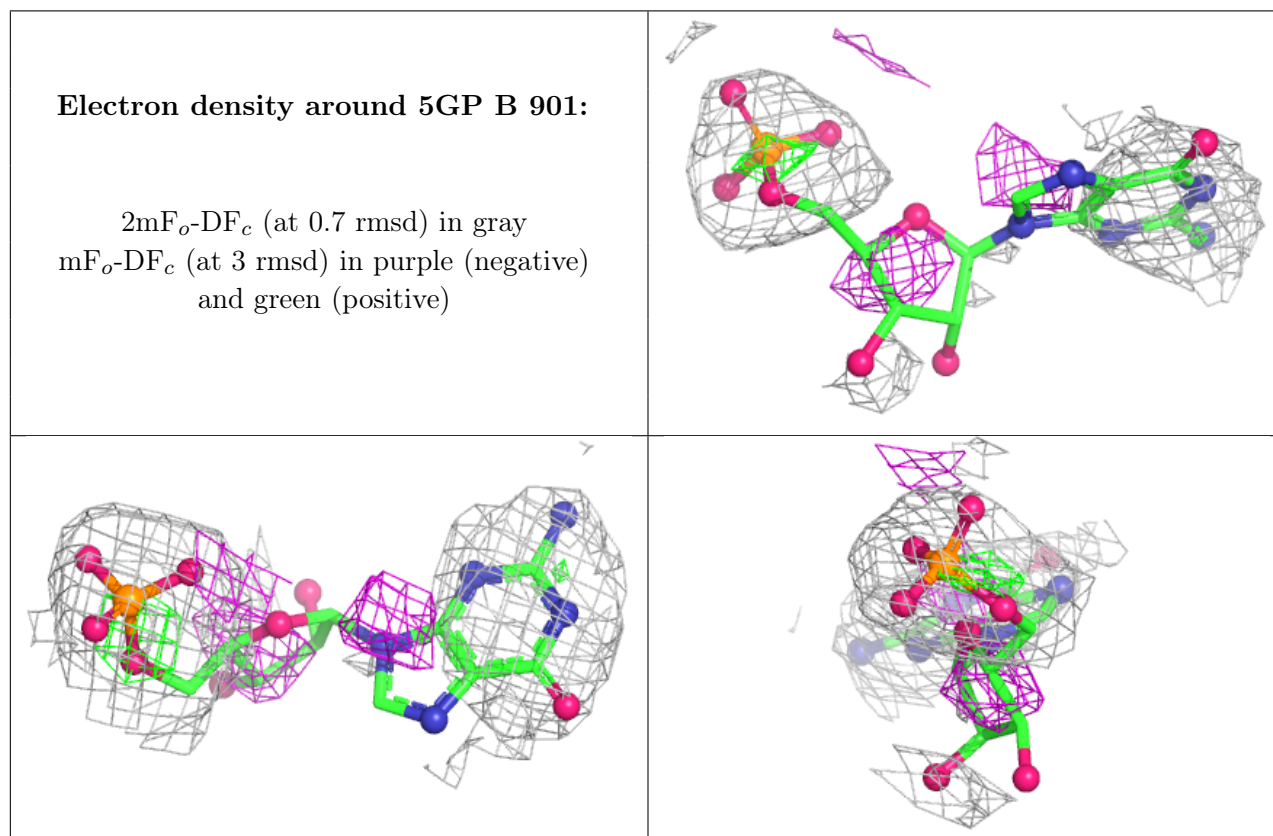 Electron density around 5GP B 901:
2mFₒ-DF𝒸 (at 0.7 rmsd) in gray
mFₒ-DF𝒸 (at 3 rmsd) in purple (negative)
and green (positive)